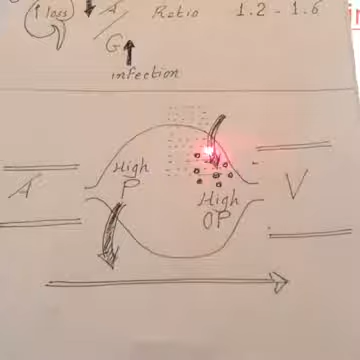 ↑ loss ↓ A / G Ratio 1.2 - 1.6
↑
infection
High
P
A
High
OP
V